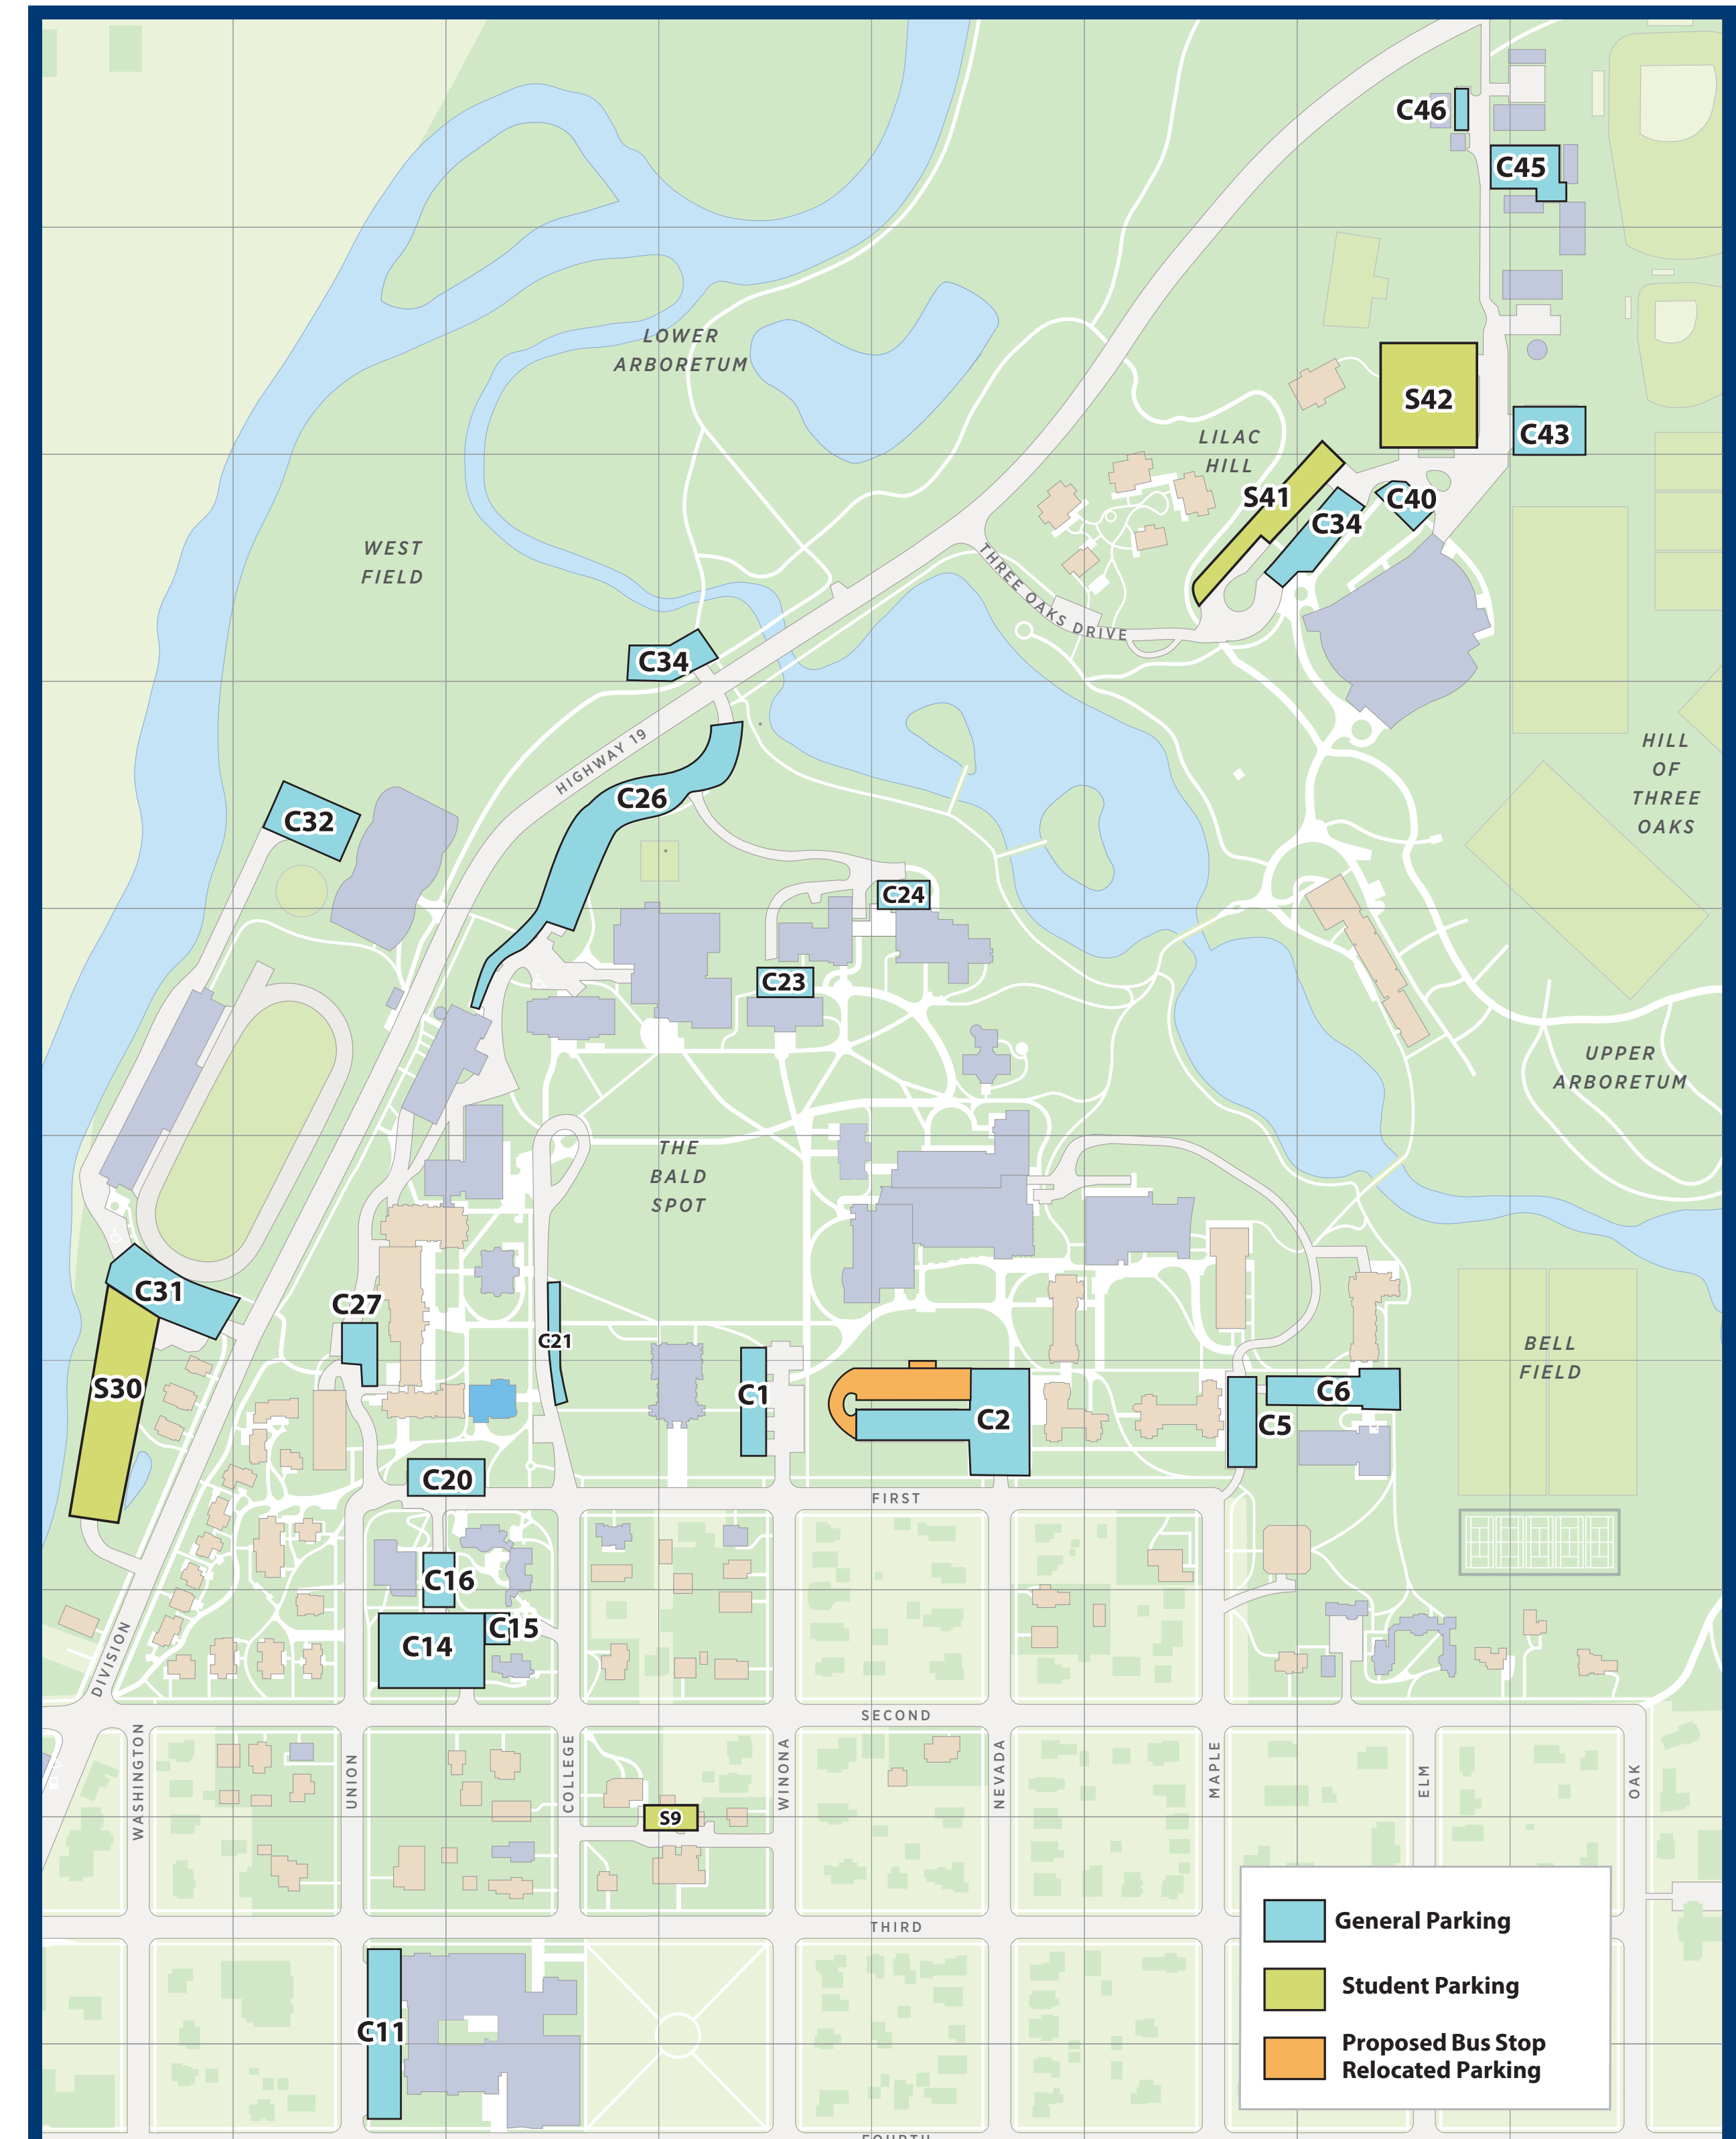 C46
C45
LOWER
ARBORETUM
S42
C43
LILAC
HILL
S41
C40
C34
WEST
FIELD
THREE OAKS DRIVE
C34
HIGHWAY 19
HILL
OF
THREE
OAKS
C26
C32
C24
C23
UPPER
ARBORETUM
THE
BALD
SPOT
C31
C27
C21
BELL
FIELD
S30
C1
C2
C6
C5
C20
FIRST
C16
C15
C14
DIVISION
SECOND
WASHINGTON
UNION
COLLEGE
WINONA
NEVADA
MAPLE
ELM
OAK
S9
THIRD
General Parking
Student Parking
Proposed Bus Stop
Relocated Parking
C11